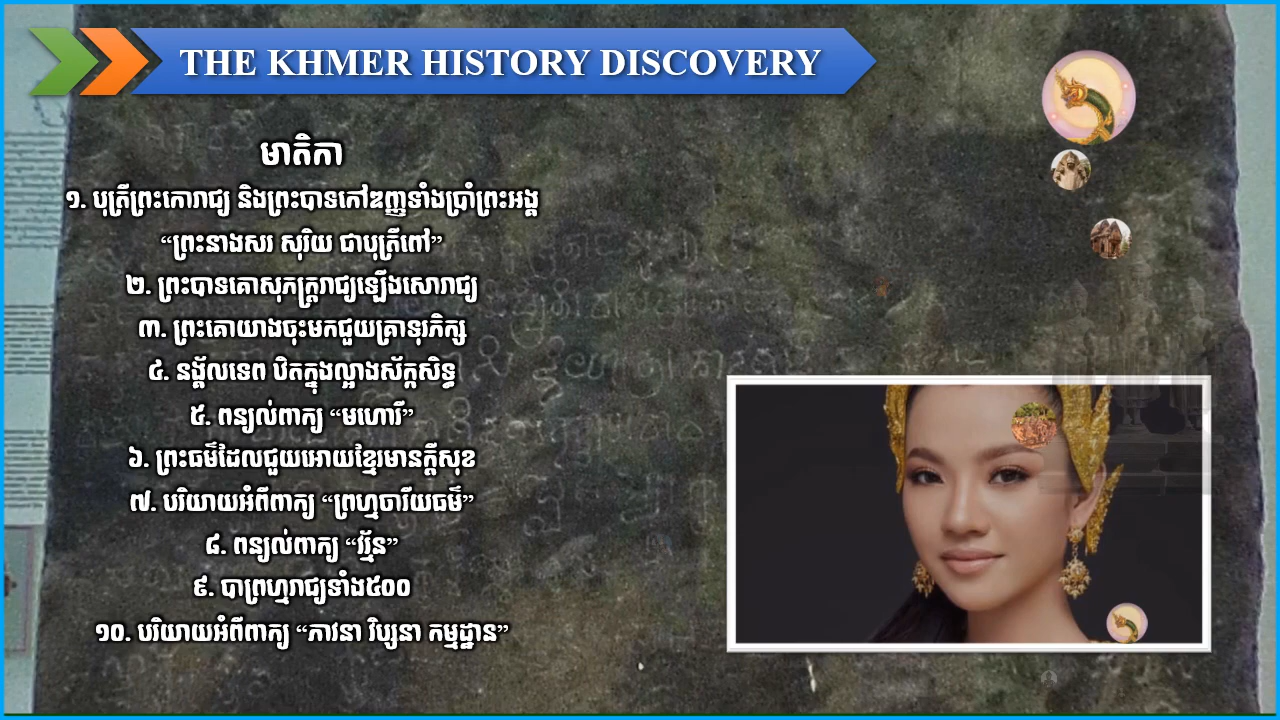 THE KHMER HISTORY DISCOVERY
មាតិកា
១. បុត្រីព្រះគោរាជ្យ និងព្រះបាទកៅឌញ្ញទាំងប្រាំព្រះអង្គ
“ព្រះនាងសរ សុរិយ ជាបុត្រីពៅ”
២. ព្រះបាទគោសុភក្ត្ររាជ្យឡើងសោរាជ្យ
៣. ព្រះគោយាងចុះមកជួយគ្រាទុរភិក្ស
៤. នង្គ័លទេព ឋិតក្នុងល្អាងស័ក្តសិទ្ធ
៥. ពន្យល់ពាក្យ “មហោរី”
៦. ព្រះធម៌ដែលជួយអោយខ្មែរមានក្តីសុខ
៧. បរិយាយអំពីពាក្យ “ព្រហ្មចារីយធម៌”
៨. ពន្យល់ពាក្យ “វរ្ម័ន”
៩. បាព្រហ្មរាជ្យទាំង៥០០
១០. បរិយាយអំពីពាក្យ “ភាវនា វិប្សនា កម្មដ្ឋាន”